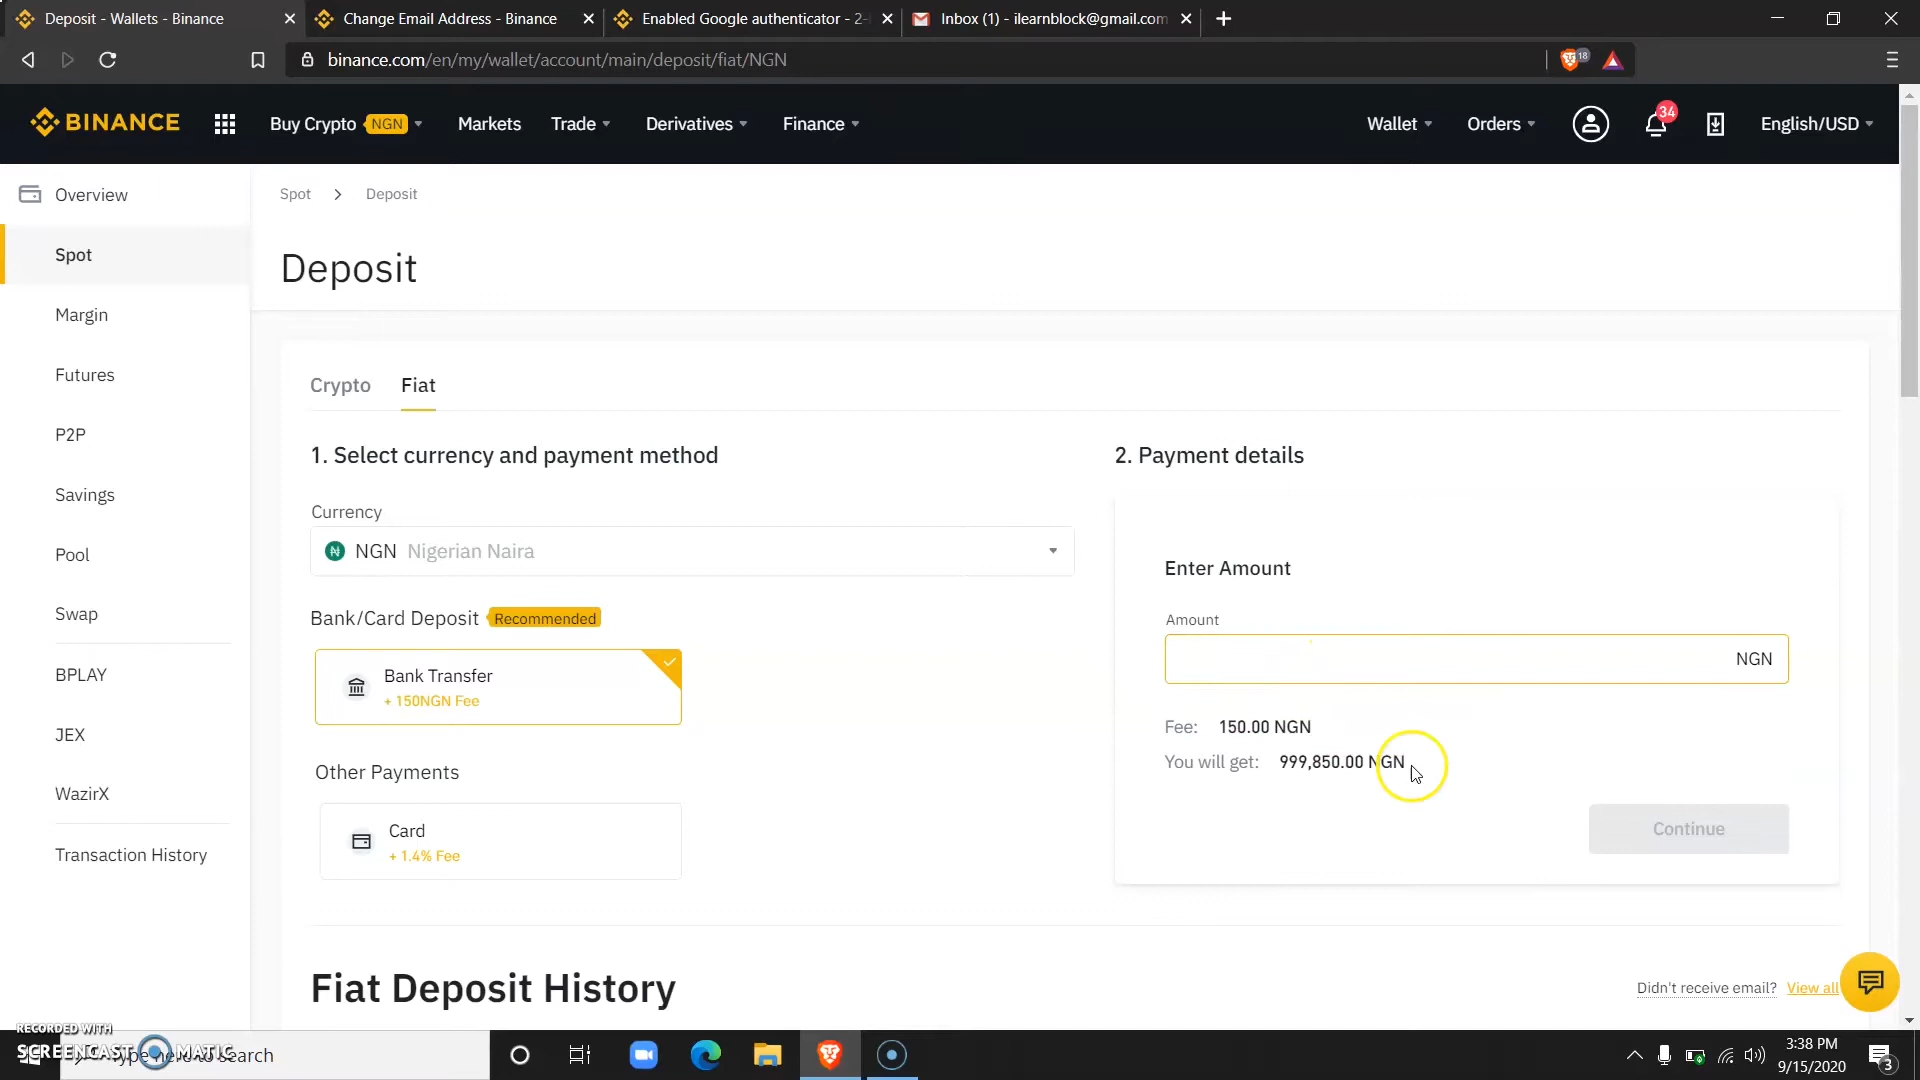 Deposit - Wallets - Binance
Change Email Address - Binance
Enabled Google authenticator - 2-
Inbox (1) - ilearnblock@gmail.com
binance.com/en/my/wallet/account/main/deposit/fiat/NGN
18
BINANCE
Buy Crypto NGN
Markets
Trade
Derivatives
Finance
Wallet
Orders
34
English/USD
Overview
Spot
Margin
Futures
P2P
Savings
Pool
Swap
BPLAY
JEX
WazirX
Transaction History
Spot > Deposit
Deposit
Crypto
Fiat
1. Select currency and payment method
Currency
NGN Nigerian Naira
Bank/Card Deposit Recommended
Bank Transfer
+ 150NGN Fee
Other Payments
Card
+ 1.4% Fee
2. Payment details
Enter Amount
Amount
NGN
Fee: 150.00 NGN
You will get: 999,850.00 NGN
Continue
Fiat Deposit History
Didn't receive email? View all
RECORDED WITH
SCREENCAST MATIC
Type here to search
3:38 PM
9/15/2020
3